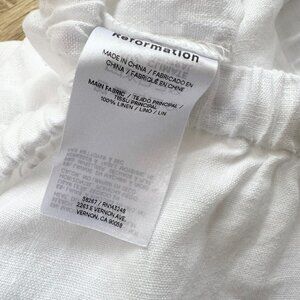 Reformation
MADE IN CHINA / FABRICADO EN
CHINA / FABRIQUÉ EN CHINE
MAIN FABRIC / TEJIDO PRINCIPAL /
TISSU PRINCIPAL /
100% LINEN / LINO / LIN
/ RN143248
2263 E VERNON AVE.
VERNON, CA 90058